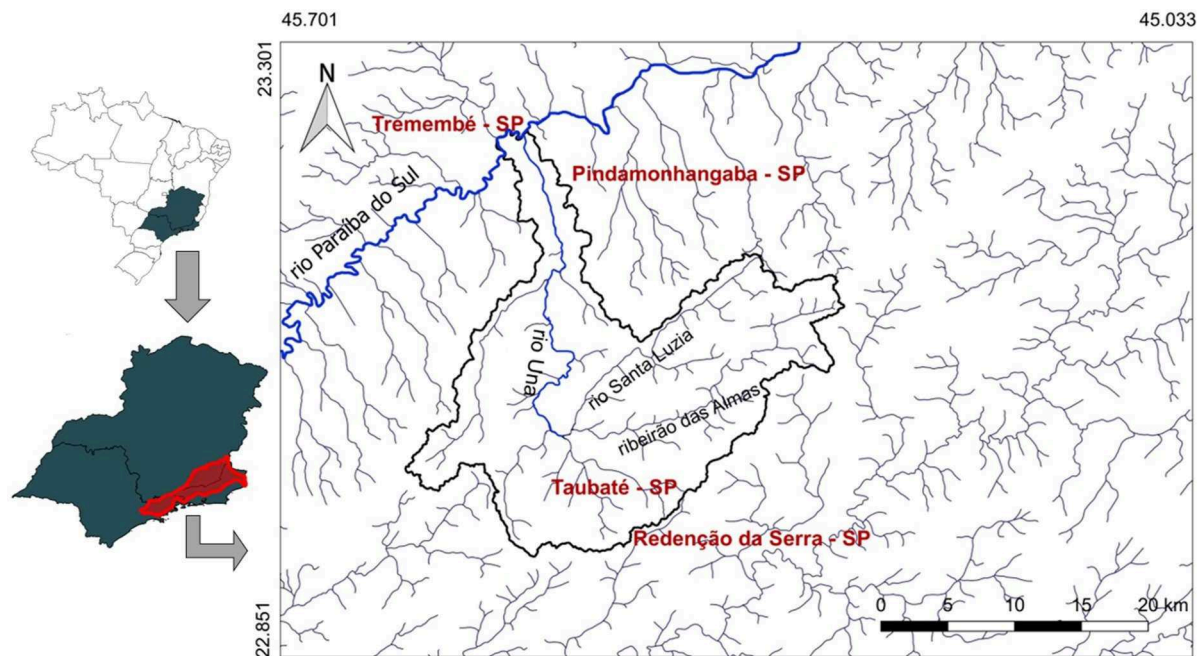 45.701
45.033
23.301
N
Tremembé - SP
Pindamonhangaba - SP
rio Paraíba do Sul
rio Una
rio Santa Luzia
ribeirão das Almas
Taubaté - SP
Redenção da Serra - SP
22.851
0 5 10 15 20 km